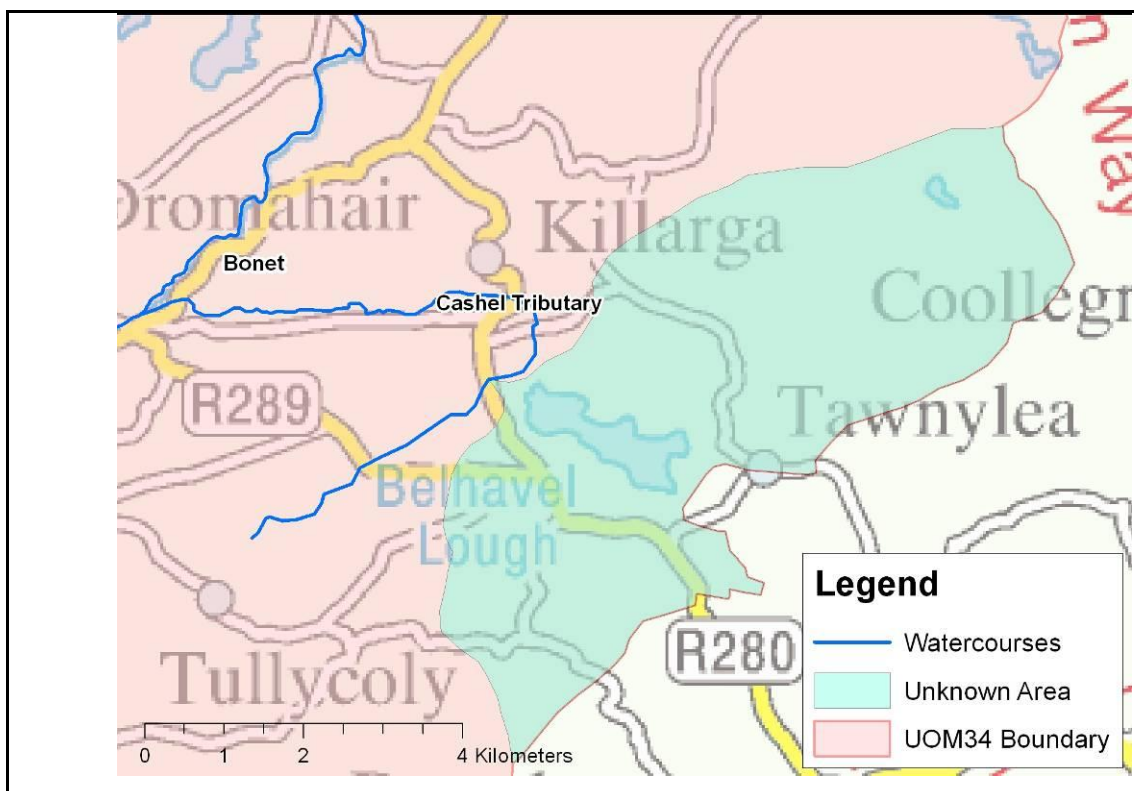 n Way
Dromahair
Killarga
Bonet
Coollegr
Cashel Tributary
R289
Tawnylea
Belhavel
Lough
Legend
Watercourses
Unknown Area
UOM34 Boundary
R280
Tullycoly
0 1 2 4 Kilometers